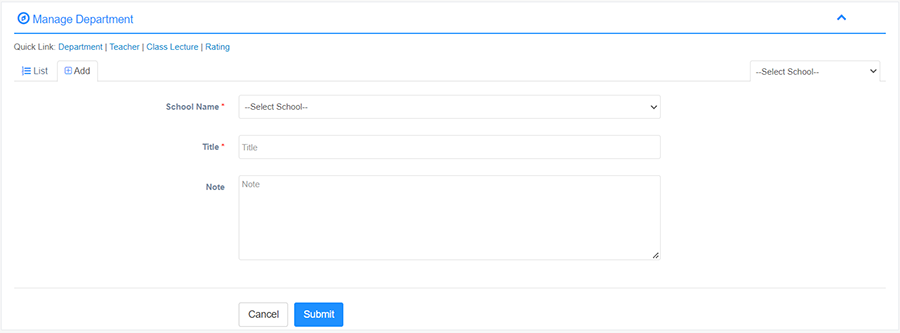 Manage Department
Quick Link: Department | Teacher | Class Lecture | Rating
List Add --Select School--
School Name * --Select School--
Title * Title
Note Note
Cancel Submit